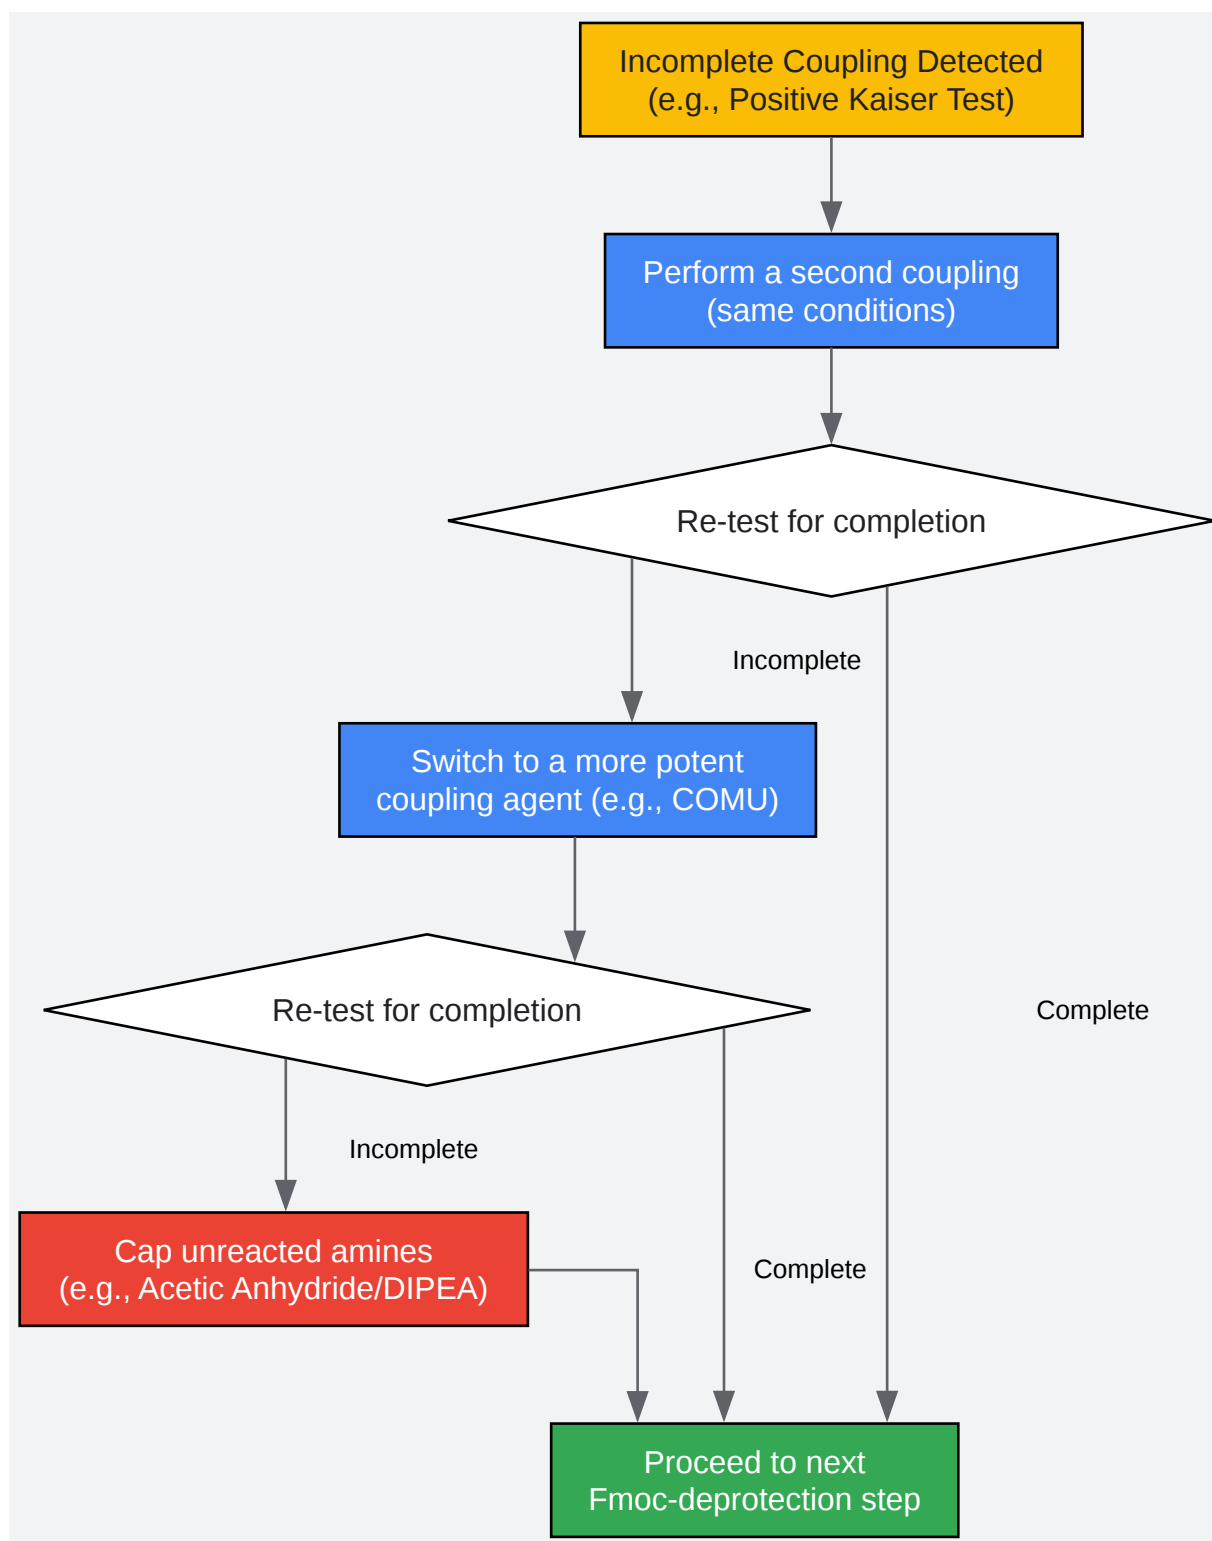 Incomplete Coupling Detected
(e.g., Positive Kaiser Test)
Perform a second coupling
(same conditions)
Re-test for completion
Incomplete
Switch to a more potent
coupling agent (e.g., COMU)
Re-test for completion
Complete
Incomplete
Cap unreacted amines
(e.g., Acetic Anhydride/DIPEA)
Complete
Proceed to next
Fmoc-deprotection step